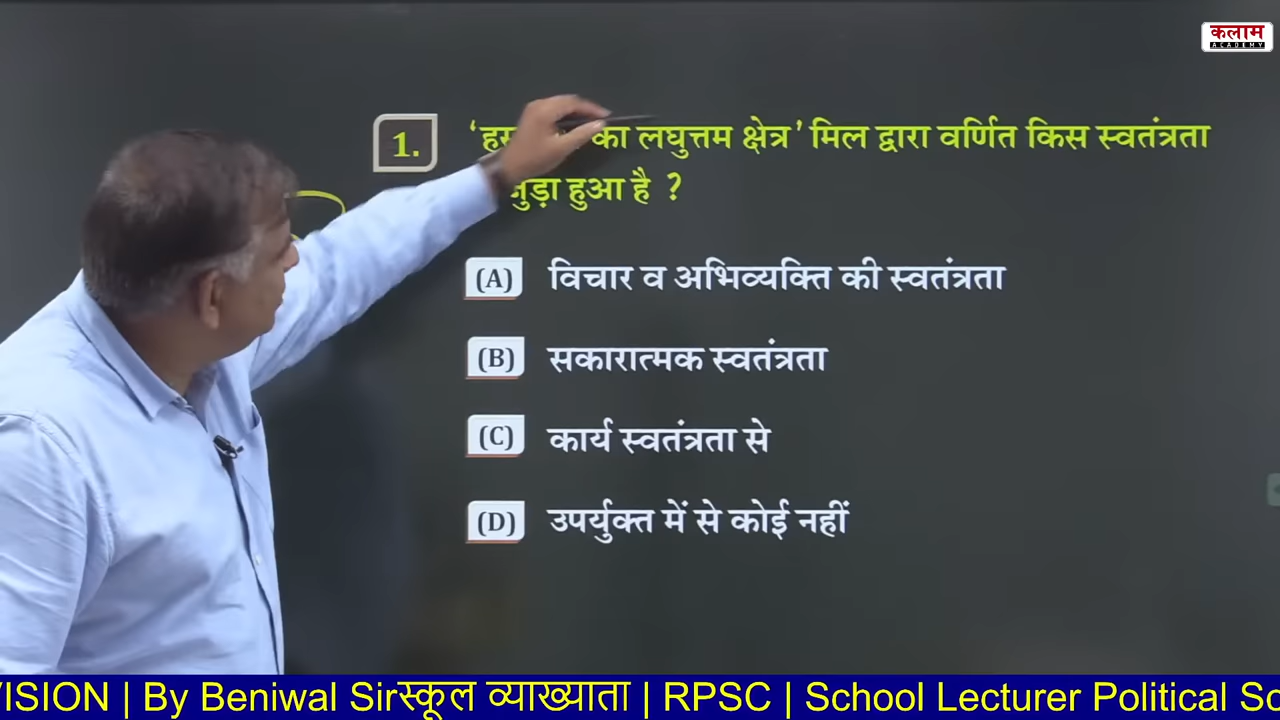 कलाम
ACADEMY
1. ‘ का लघुत्तम क्षेत्र’ मिल द्वारा वर्णित किस स्वतंत्रता
हुआ है ?
(A) विचार व अभिव्यक्ति की स्वतंत्रता
(B) सकारात्मक स्वतंत्रता
(C) कार्य स्वतंत्रता से
(D) उपर्युक्त में से कोई नहीं
VISION | By Beniwal Sirस्कूल व्याख्याता | RPSC | School Lecturer Political Sc